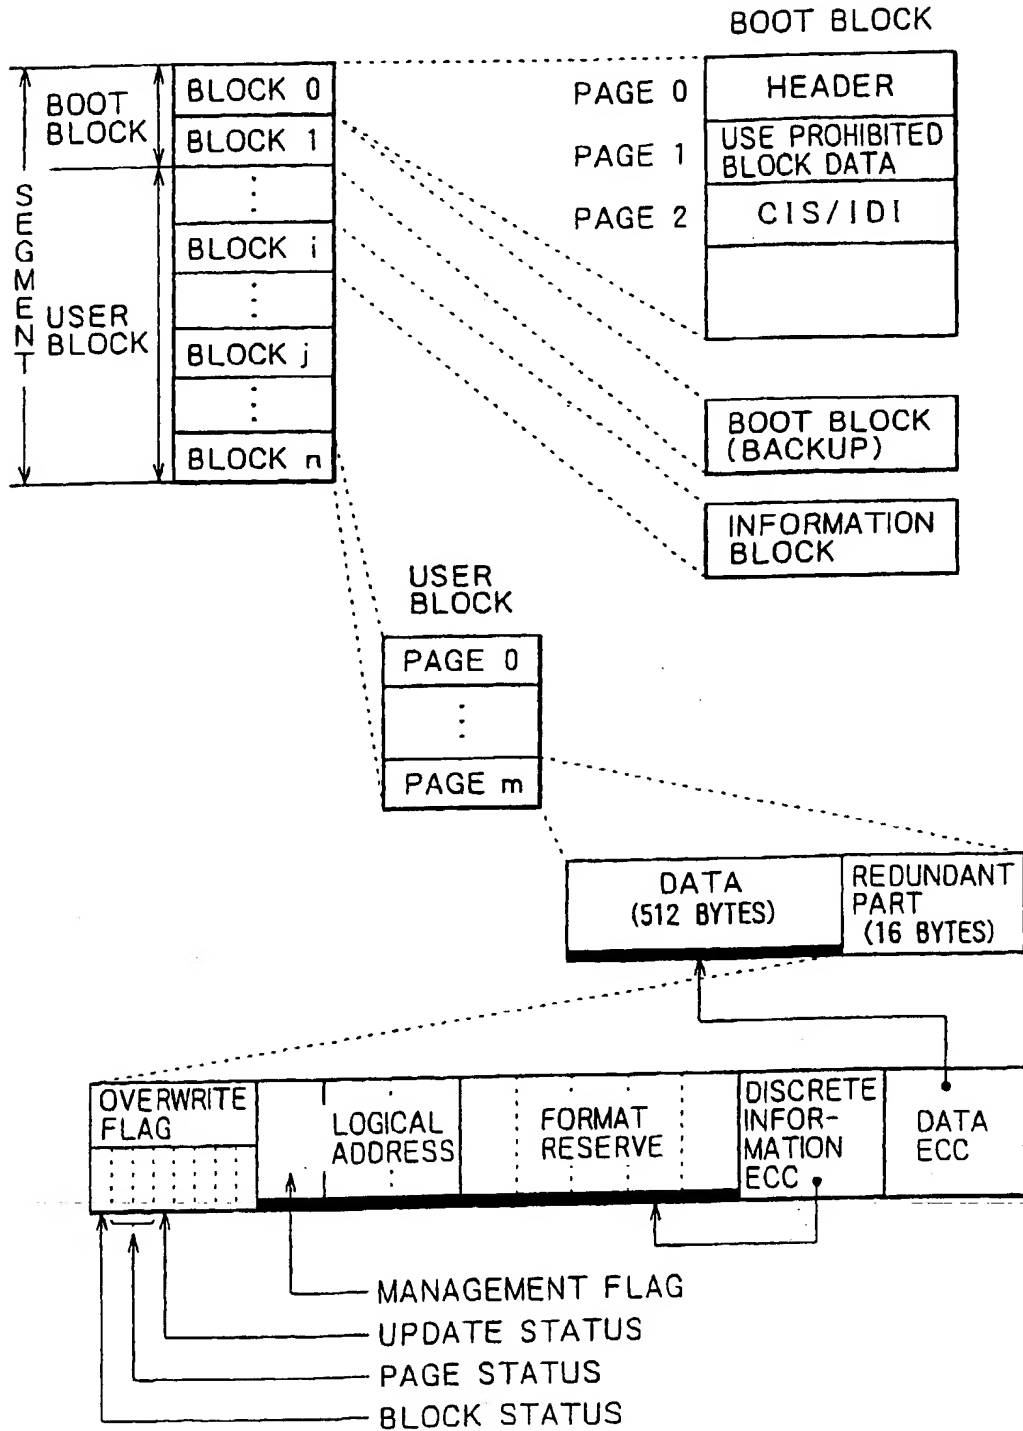 BOOT BLOCK
SEGMENT
BOOT
BLOCK
USER
BLOCK
BLOCK 0
BLOCK 1
BLOCK i
BLOCK j
BLOCK n
PAGE 0
HEADER
PAGE 1
USE PROHIBITED
BLOCK DATA
PAGE 2
CIS/IDI
BOOT BLOCK
(BACKUP)
INFORMATION
BLOCK
USER
BLOCK
PAGE 0
PAGE m
DATA
(512 BYTES)
REDUNDANT
PART
(16 BYTES)
OVERWRITE
FLAG
LOGICAL
ADDRESS
FORMAT
RESERVE
DISCRETE
INFOR-
MATION
ECC
DATA
ECC
MANAGEMENT FLAG
UPDATE STATUS
PAGE STATUS
BLOCK STATUS